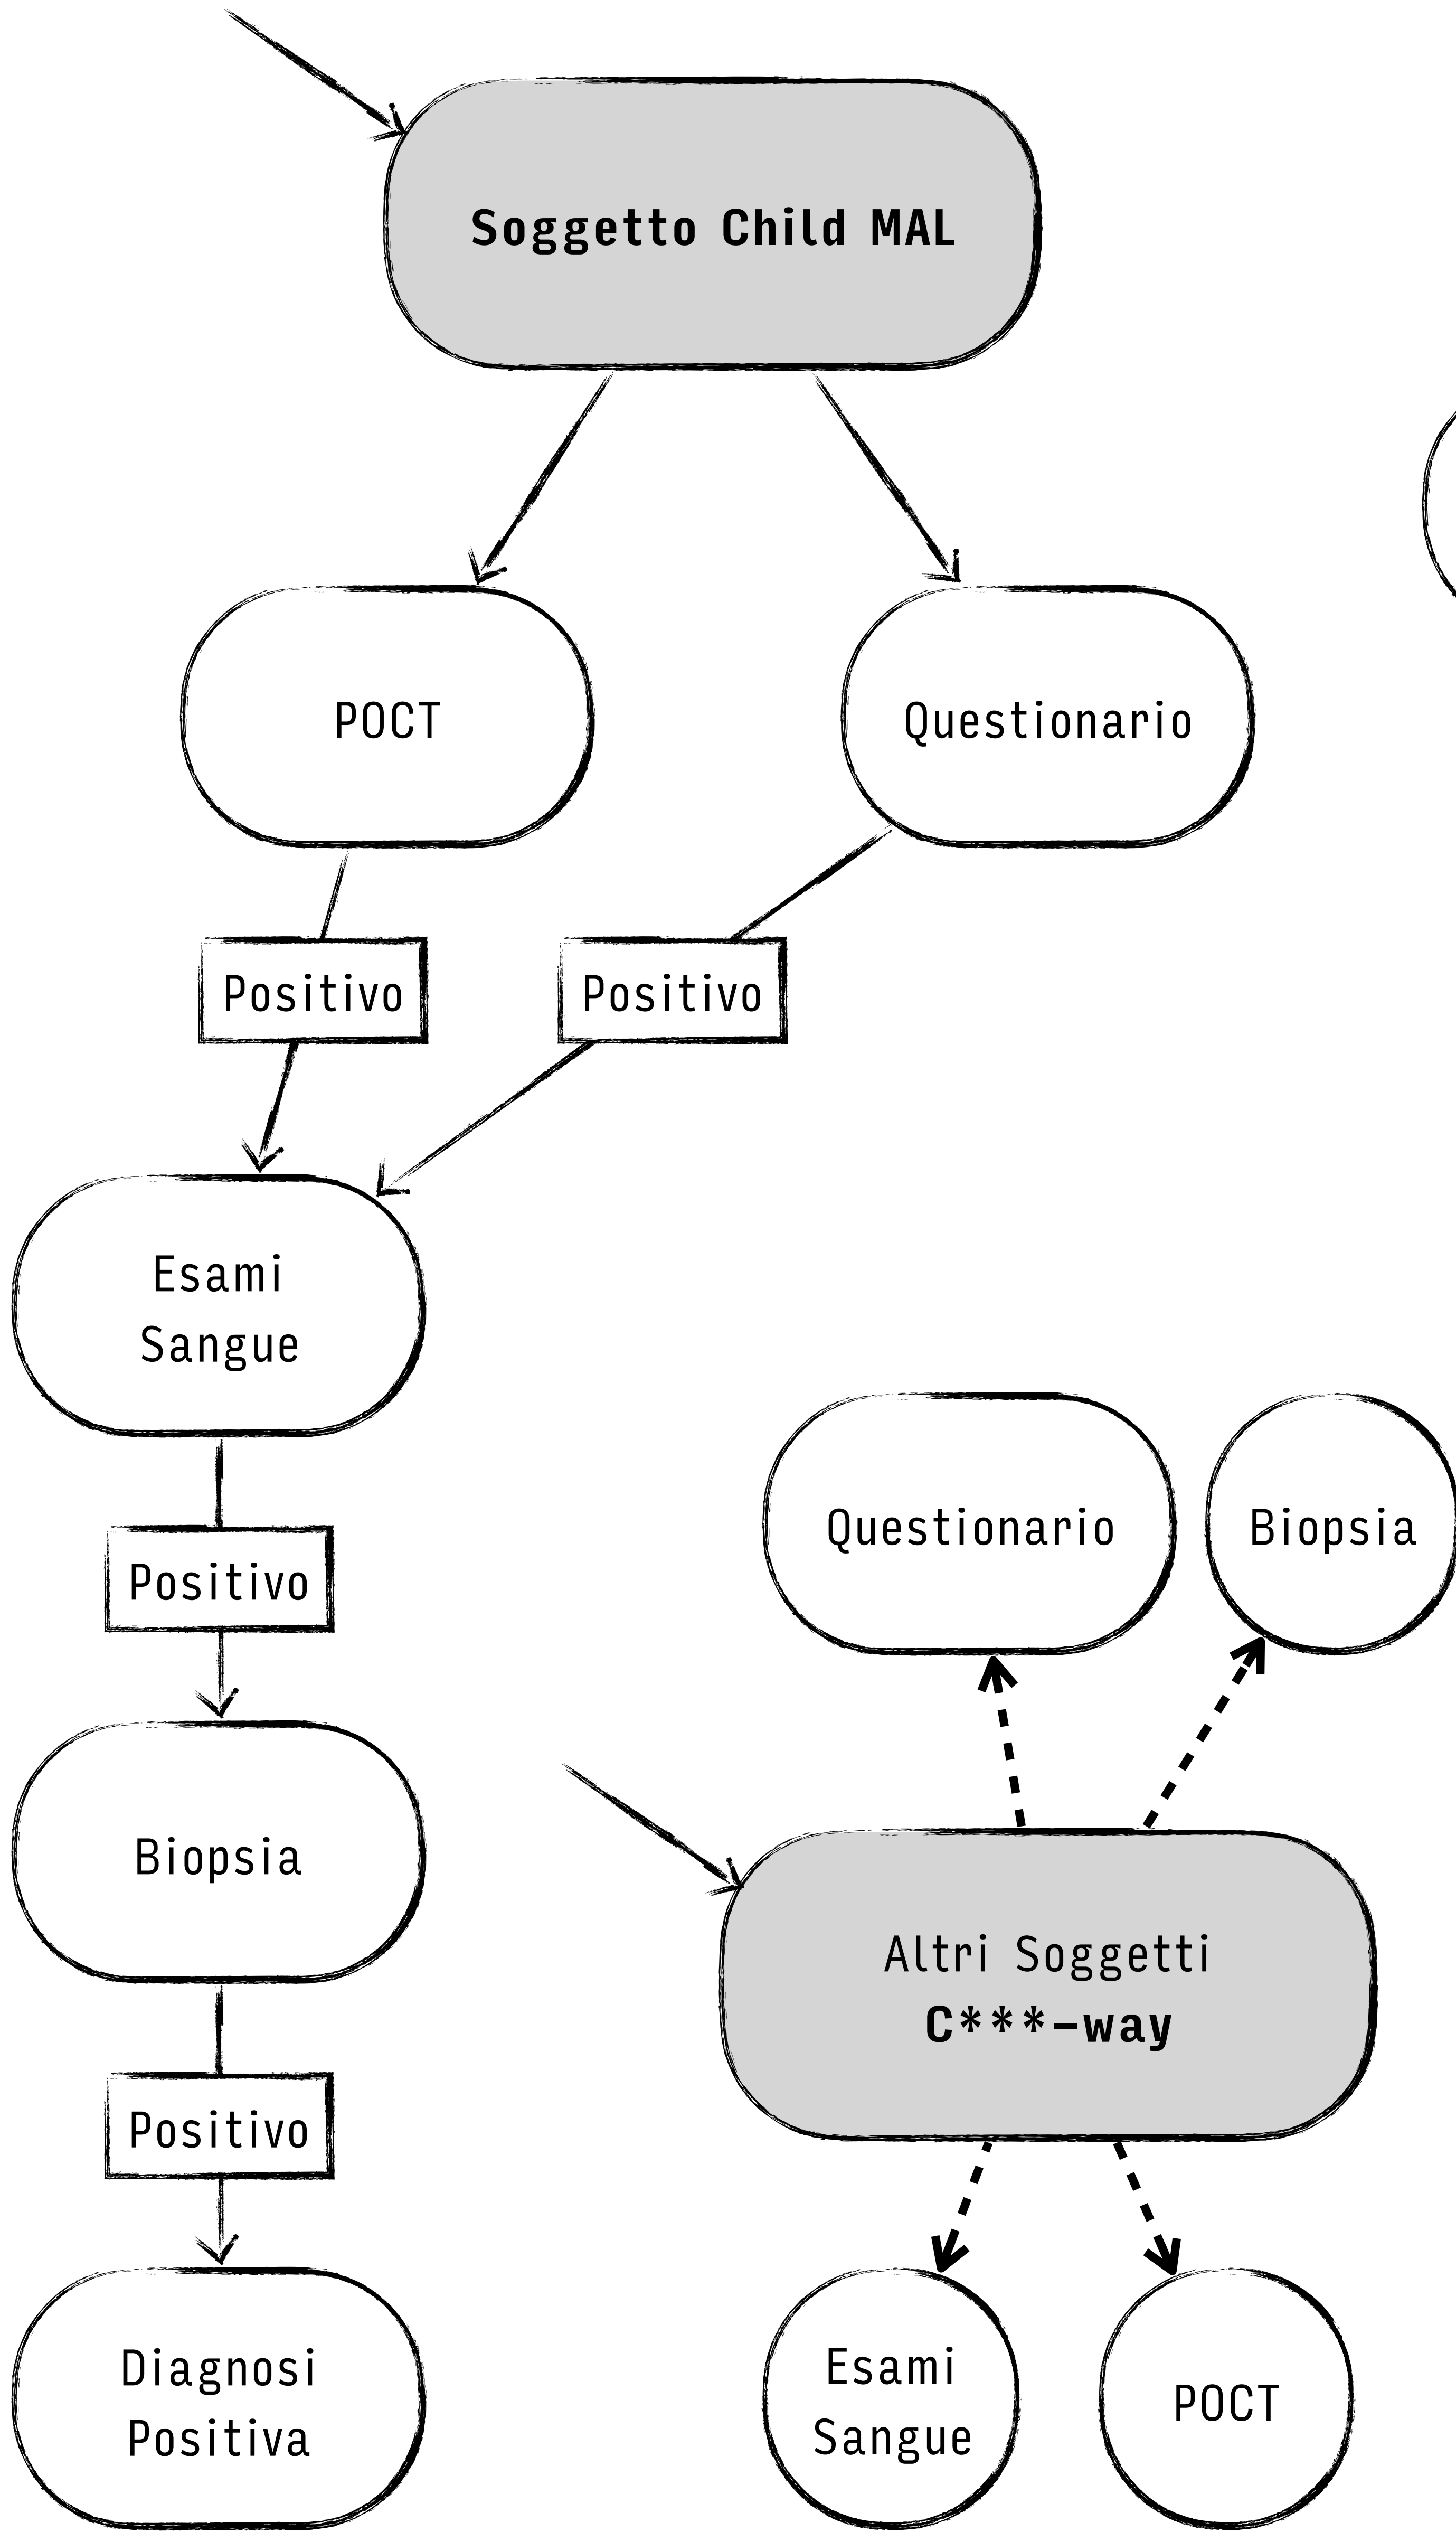 Soggetto Child MAL
POCT
Questionario
Positivo
Positivo
Esami
Sangue
Questionario
Biopsia
Positivo
Biopsia
Altri Soggetti
C***-way
Positivo
Diagnosi
Positiva
Esami
Sangue
POCT